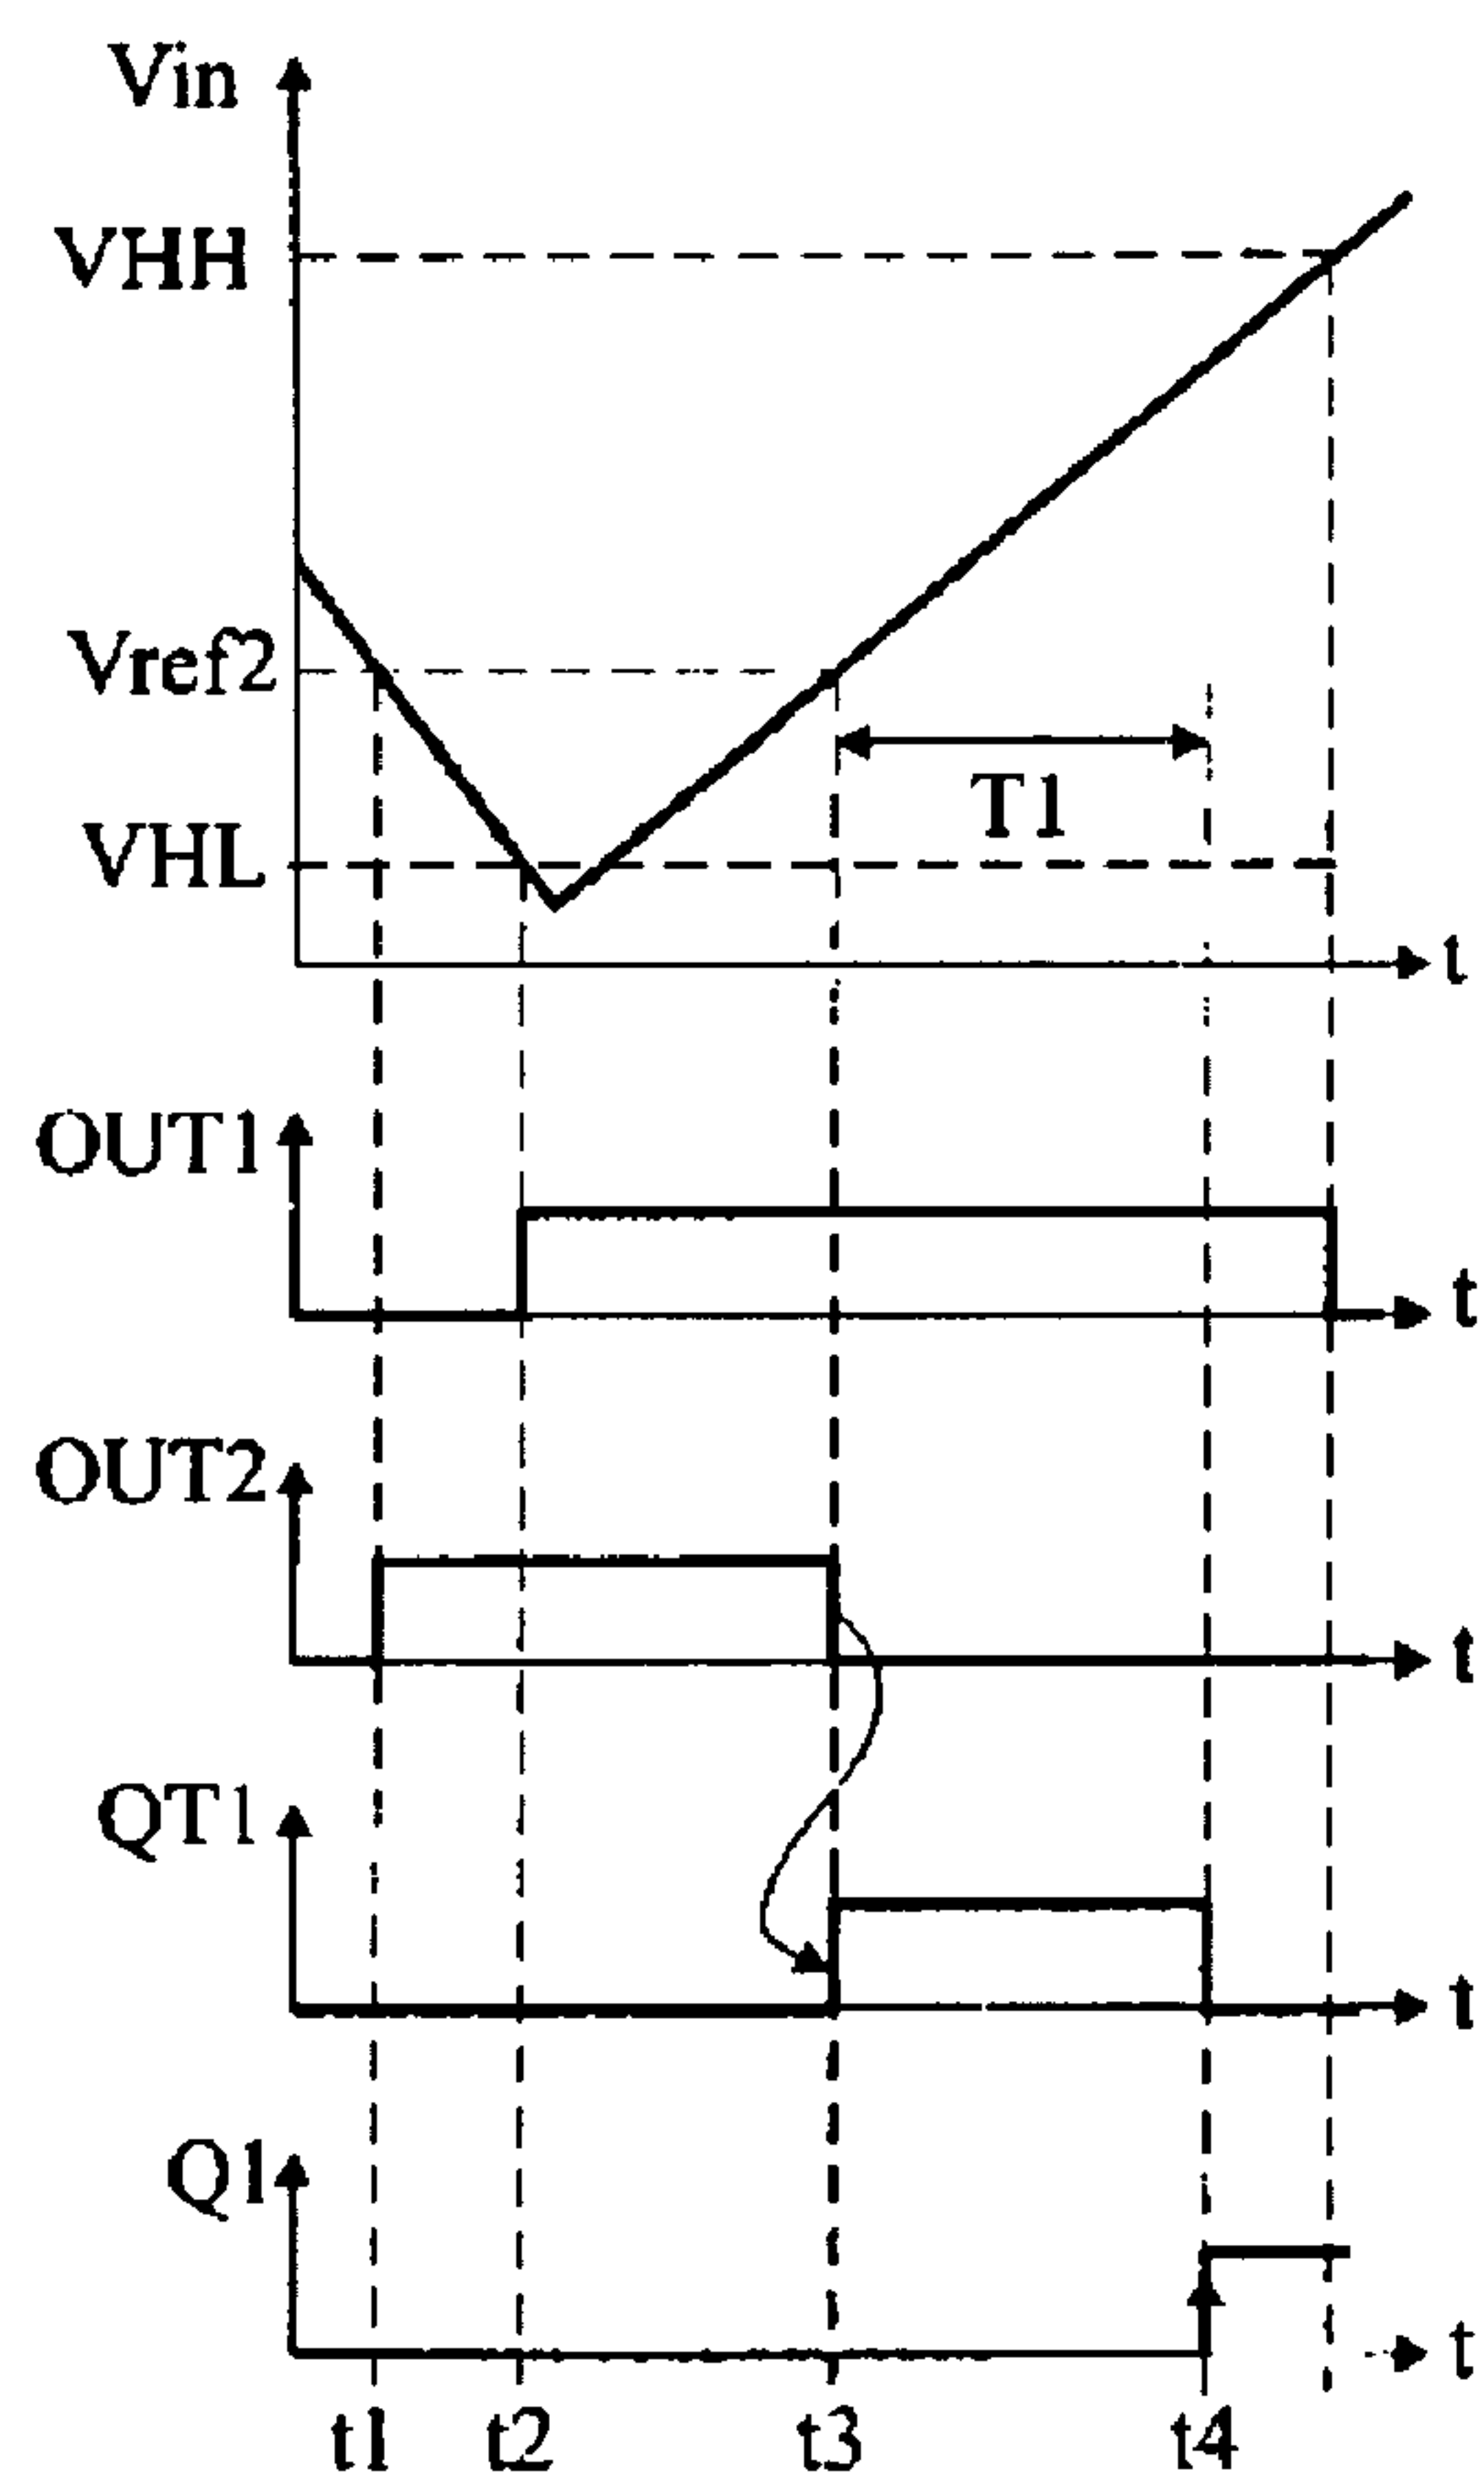 Vin
VHH
Vref2
T1
VHL
t
OUT1
t
OUT2
t
QT1
t
Q1
t
t1 t2 t3 t4